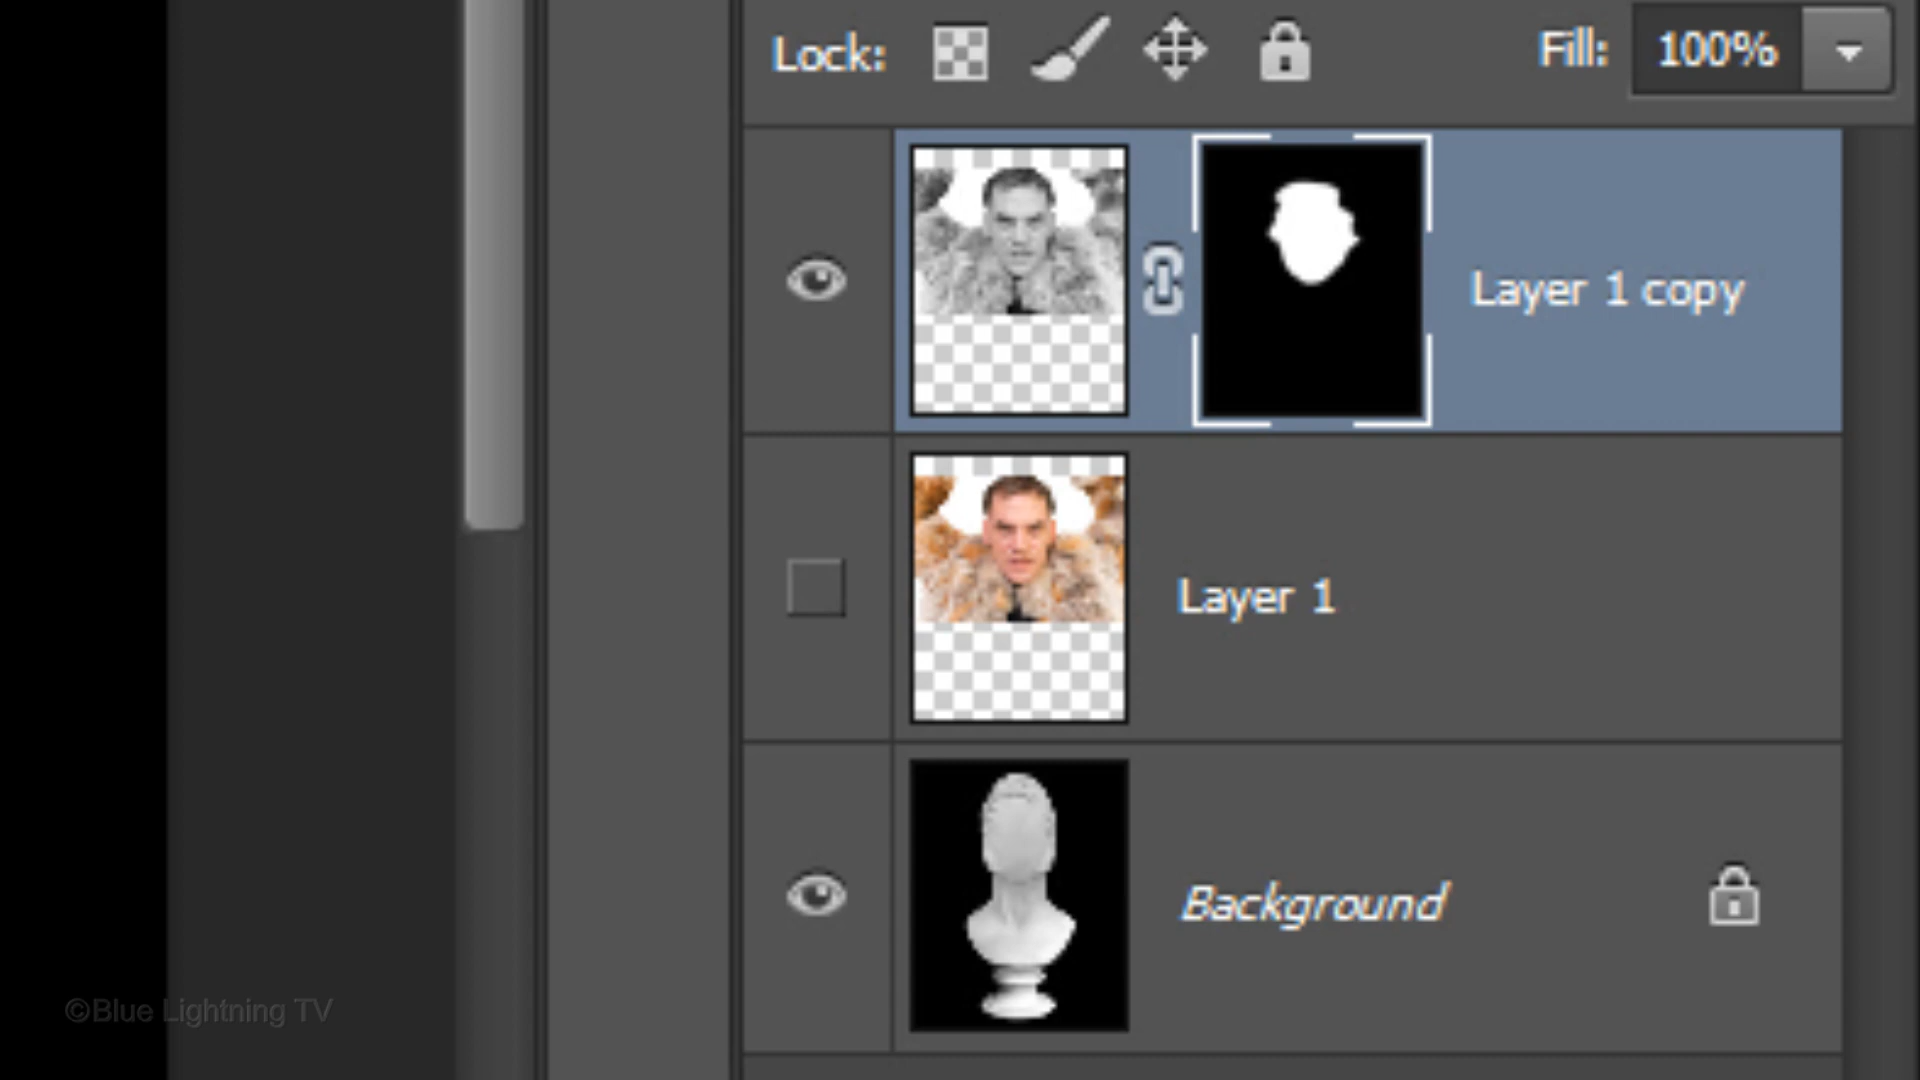 Lock:
Fill: 100%
Layer 1 copy
Layer 1
Background
©Blue Lightning TV